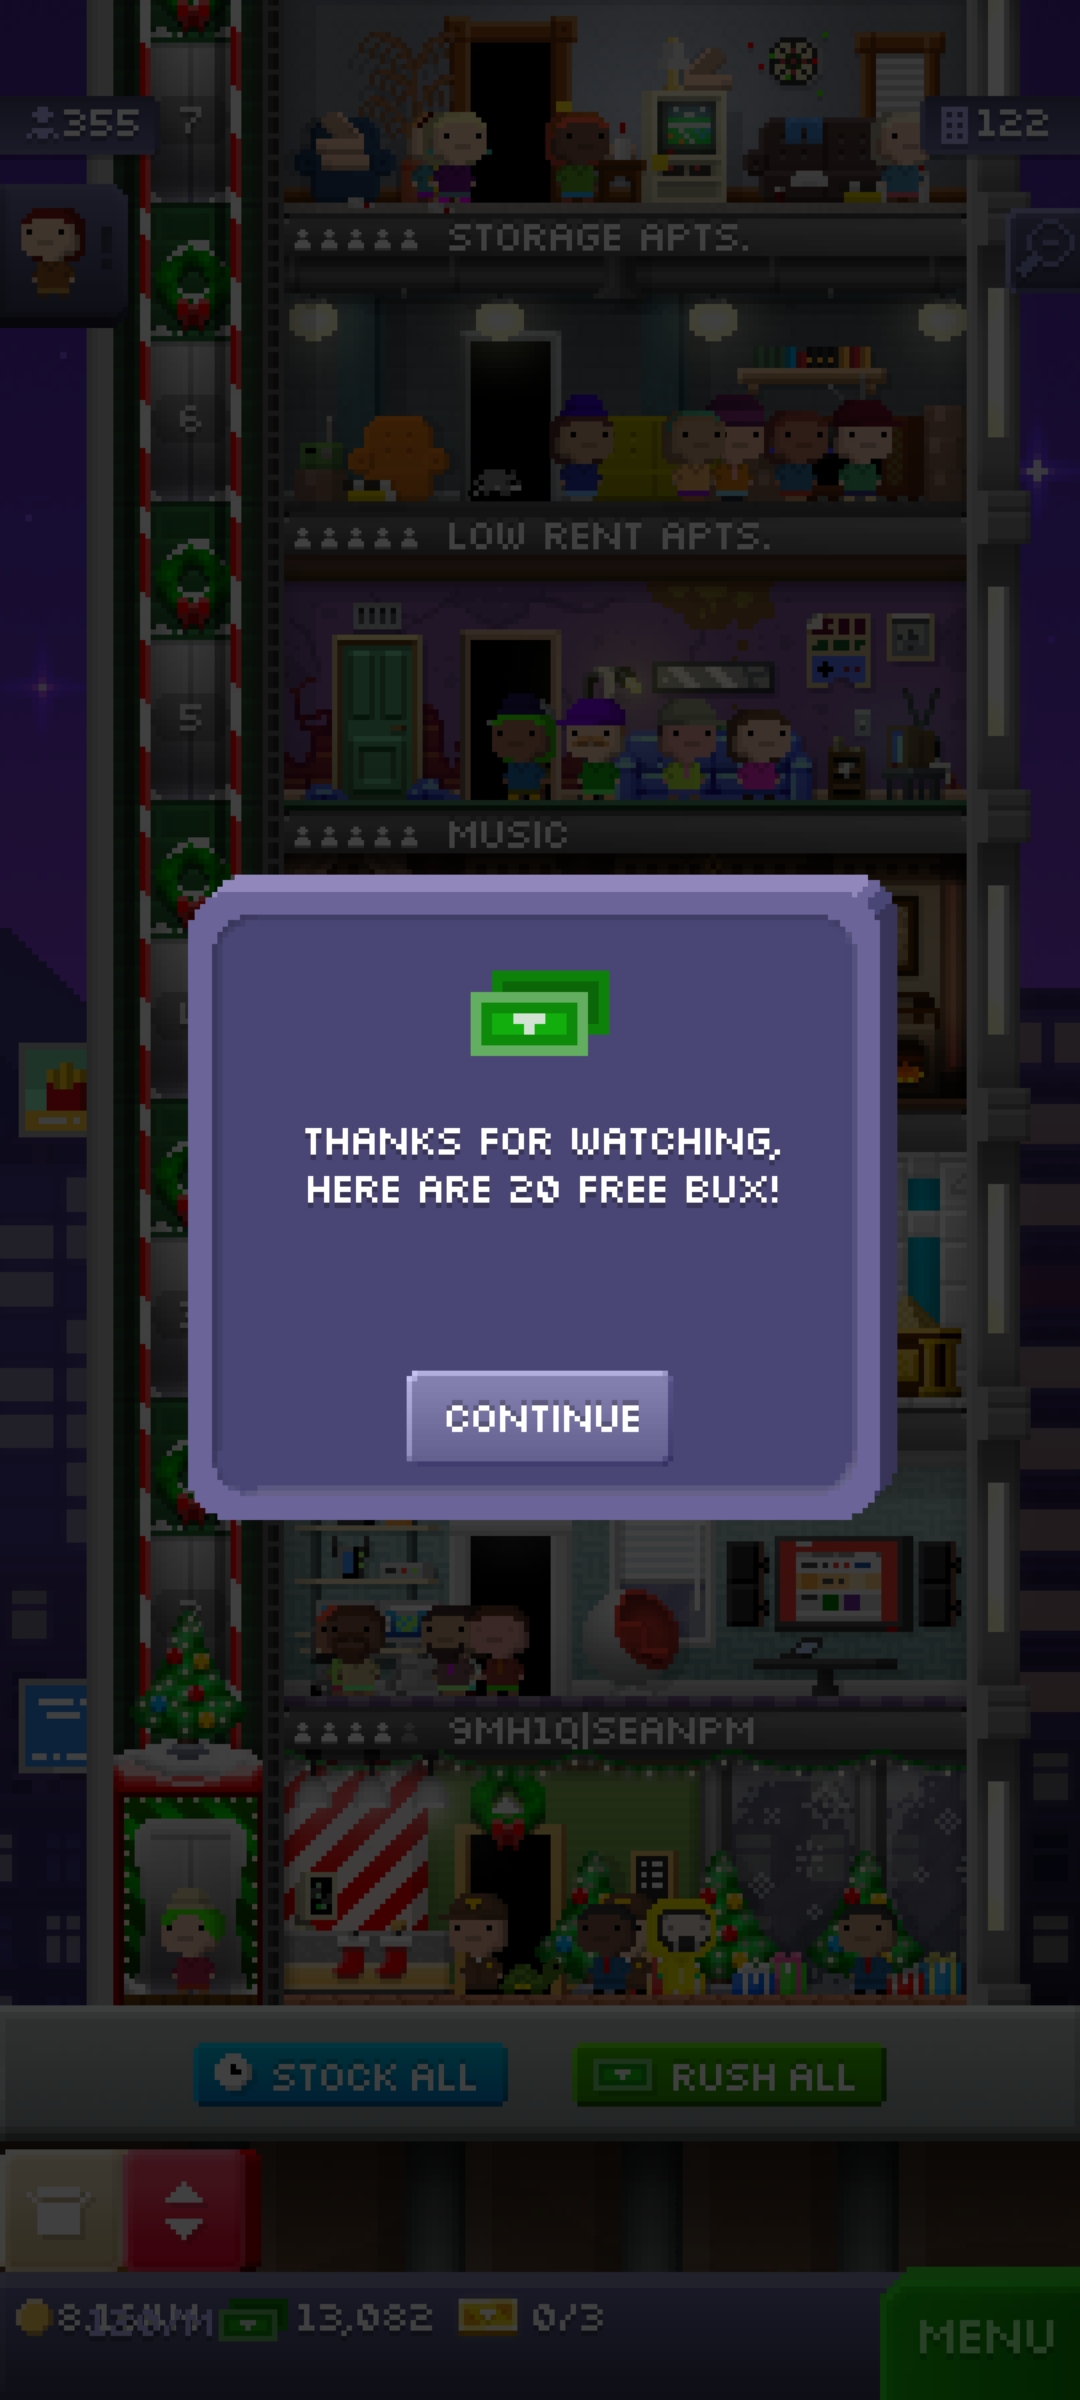 7
355
122
STORAGE APTS.
6
LOW RENT APTS.
5
MUSIC
THANKS FOR WATCHING,
HERE ARE 20 FREE BUX!
3
CONTINUE
9MH1Q|SEANPM
STOCK ALL
RUSH ALL
13,082
0/3
MENU